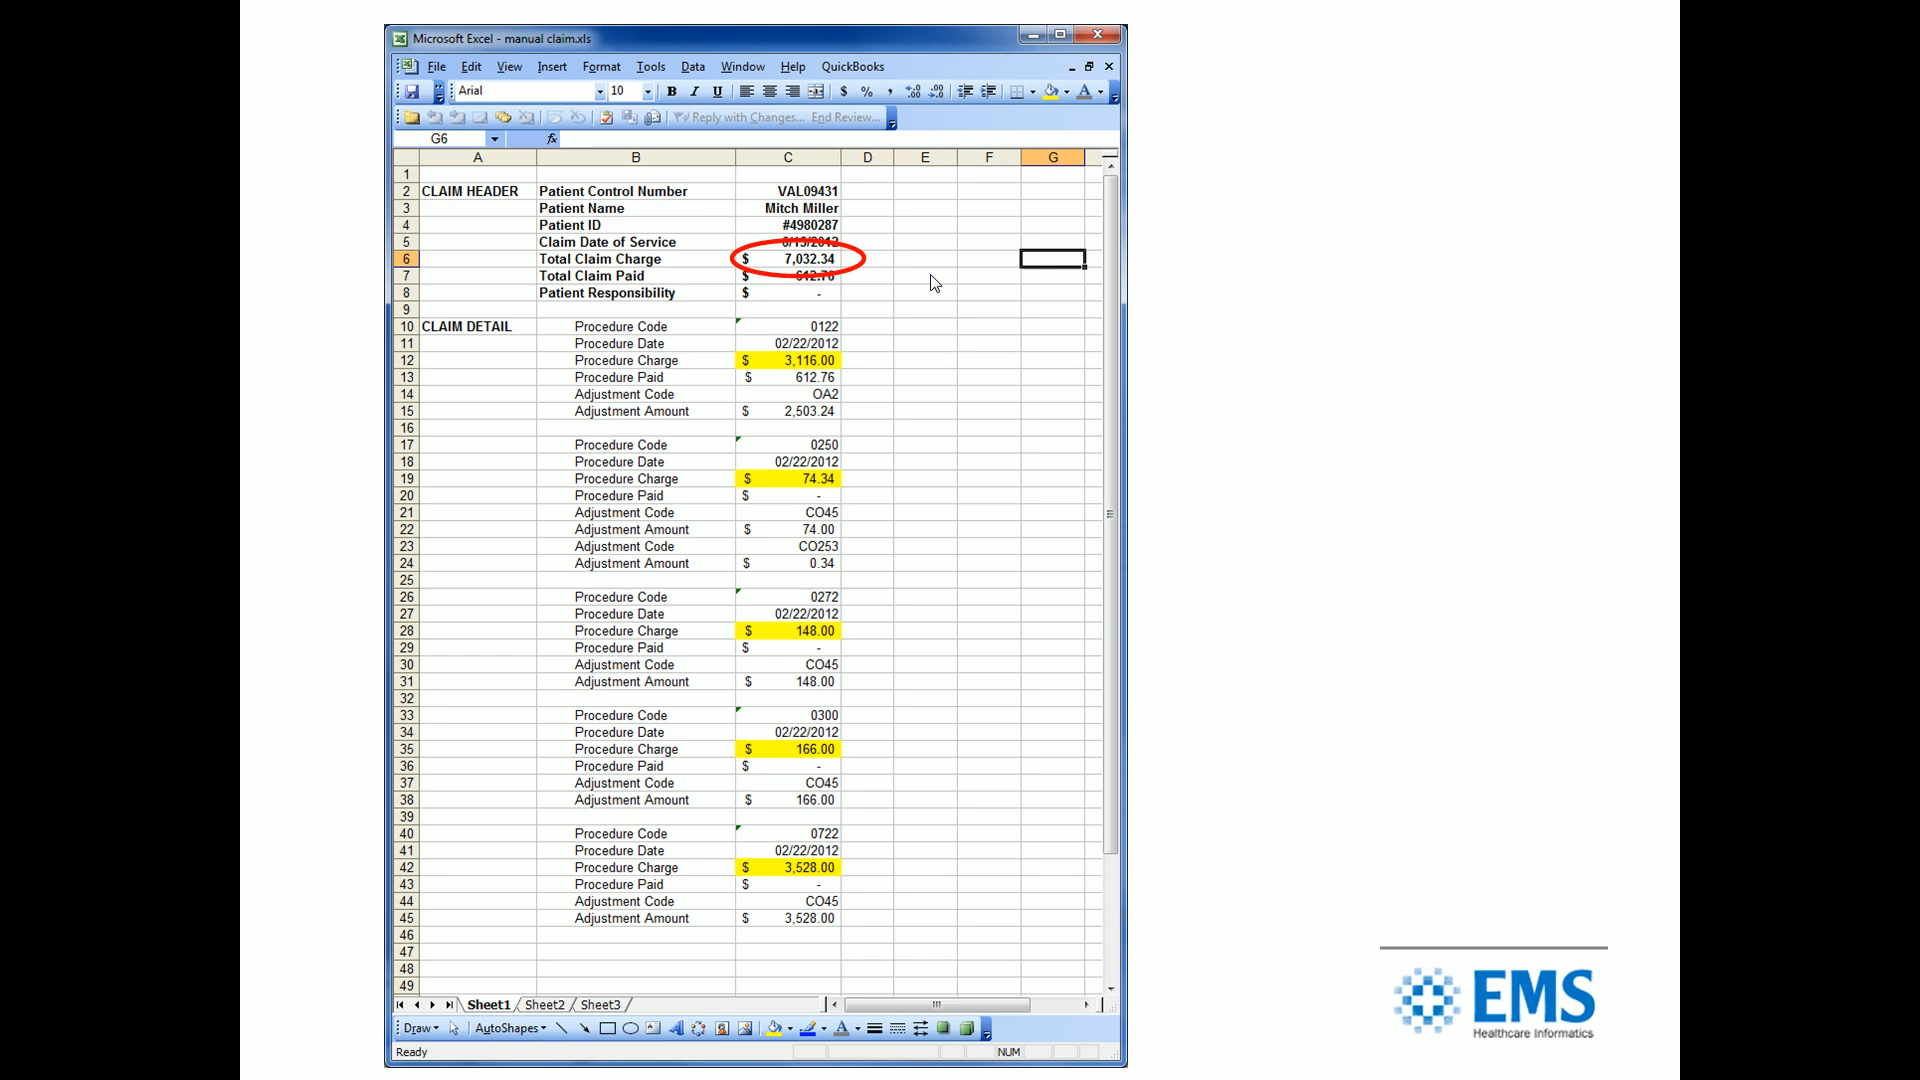 Microsoft Excel - manual claim.xls
File Edit View Insert Format Tools Data Window Help QuickBooks
Arial 10 B I U $ % ,
Reply with Changes... End Review...
G6 fx
A B C D E F G
1
2 CLAIM HEADER Patient Control Number VAL09431
3 Patient Name Mitch Miller
4 Patient ID #4980287
5 Claim Date of Service
6 Total Claim Charge $ 7,032.34
7 Total Claim Paid $ 612.76
8 Patient Responsibility $ -
9
10 CLAIM DETAIL Procedure Code 0122
11 Procedure Date 02/22/2012
12 Procedure Charge $ 3,116.00
13 Procedure Paid $ 612.76
14 Adjustment Code OA2
15 Adjustment Amount $ 2,503.24
16
17 Procedure Code 0250
18 Procedure Date 02/22/2012
19 Procedure Charge $ 74.34
20 Procedure Paid $ -
21 Adjustment Code CO45
22 Adjustment Amount $ 74.00
23 Adjustment Code CO253
24 Adjustment Amount $ 0.34
25
26 Procedure Code 0272
27 Procedure Date 02/22/2012
28 Procedure Charge $ 148.00
29 Procedure Paid $ -
30 Adjustment Code CO45
31 Adjustment Amount $ 148.00
32
33 Procedure Code 0300
34 Procedure Date 02/22/2012
35 Procedure Charge $ 166.00
36 Procedure Paid $ -
37 Adjustment Code CO45
38 Adjustment Amount $ 166.00
39
40 Procedure Code 0722
41 Procedure Date 02/22/2012
42 Procedure Charge $ 3,528.00
43 Procedure Paid $ -
44 Adjustment Code CO45
45 Adjustment Amount $ 3,528.00
46
47
48
49
Sheet1 Sheet2 Sheet3
Draw AutoShapes
Ready NUM
EMS
Healthcare Informatics